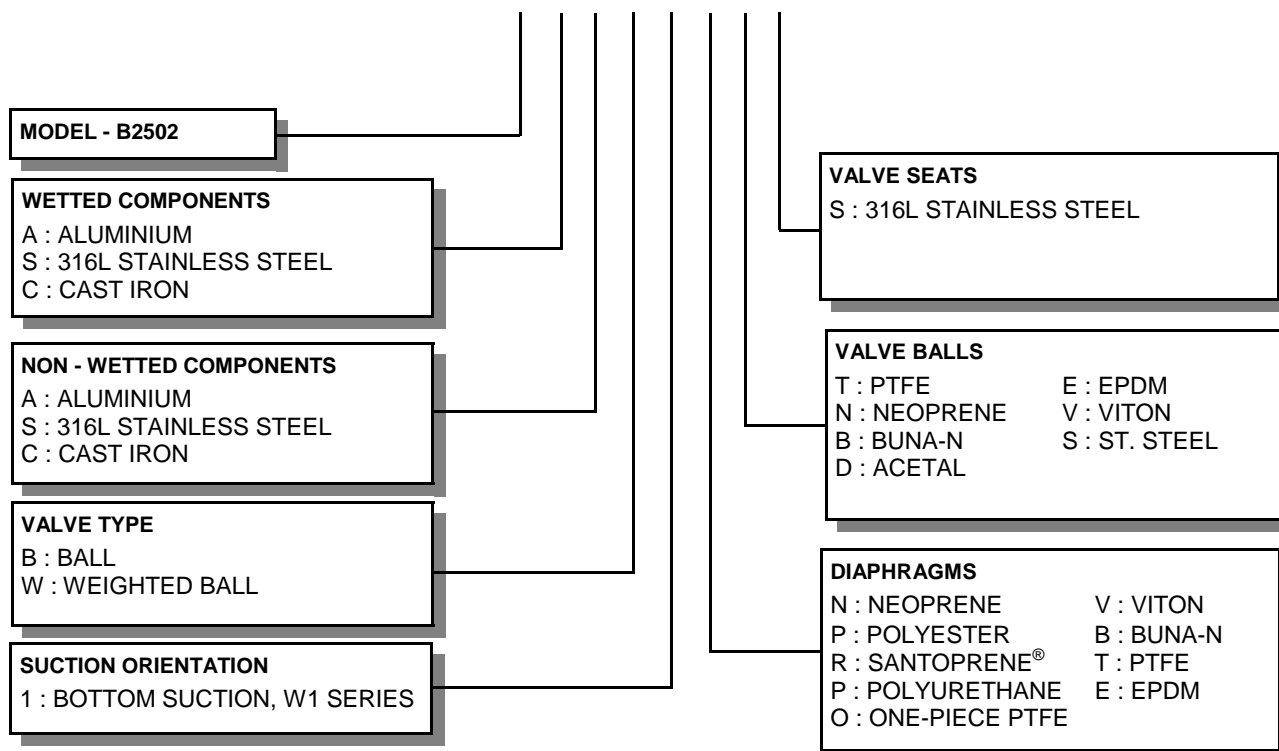 MODEL - B2502
WETTED COMPONENTS
A : ALUMINIUM
S : 316L STAINLESS STEEL
C : CAST IRON
NON - WETTED COMPONENTS
A : ALUMINIUM
S : 316L STAINLESS STEEL
C : CAST IRON
VALVE TYPE
B : BALL
W : WEIGHTED BALL
SUCTION ORIENTATION
1 : BOTTOM SUCTION, W1 SERIES
VALVE SEATS
S : 316L STAINLESS STEEL
VALVE BALLS
T : PTFE E : EPDM
N : NEOPRENE V : VITON
B : BUNA-N S : ST. STEEL
D : ACETAL
DIAPHRAGMS
N : NEOPRENE V : VITON
P : POLYESTER B : BUNA-N
R : SANTOPRENE® T : PTFE
P : POLYURETHANE E : EPDM
O : ONE-PIECE PTFE